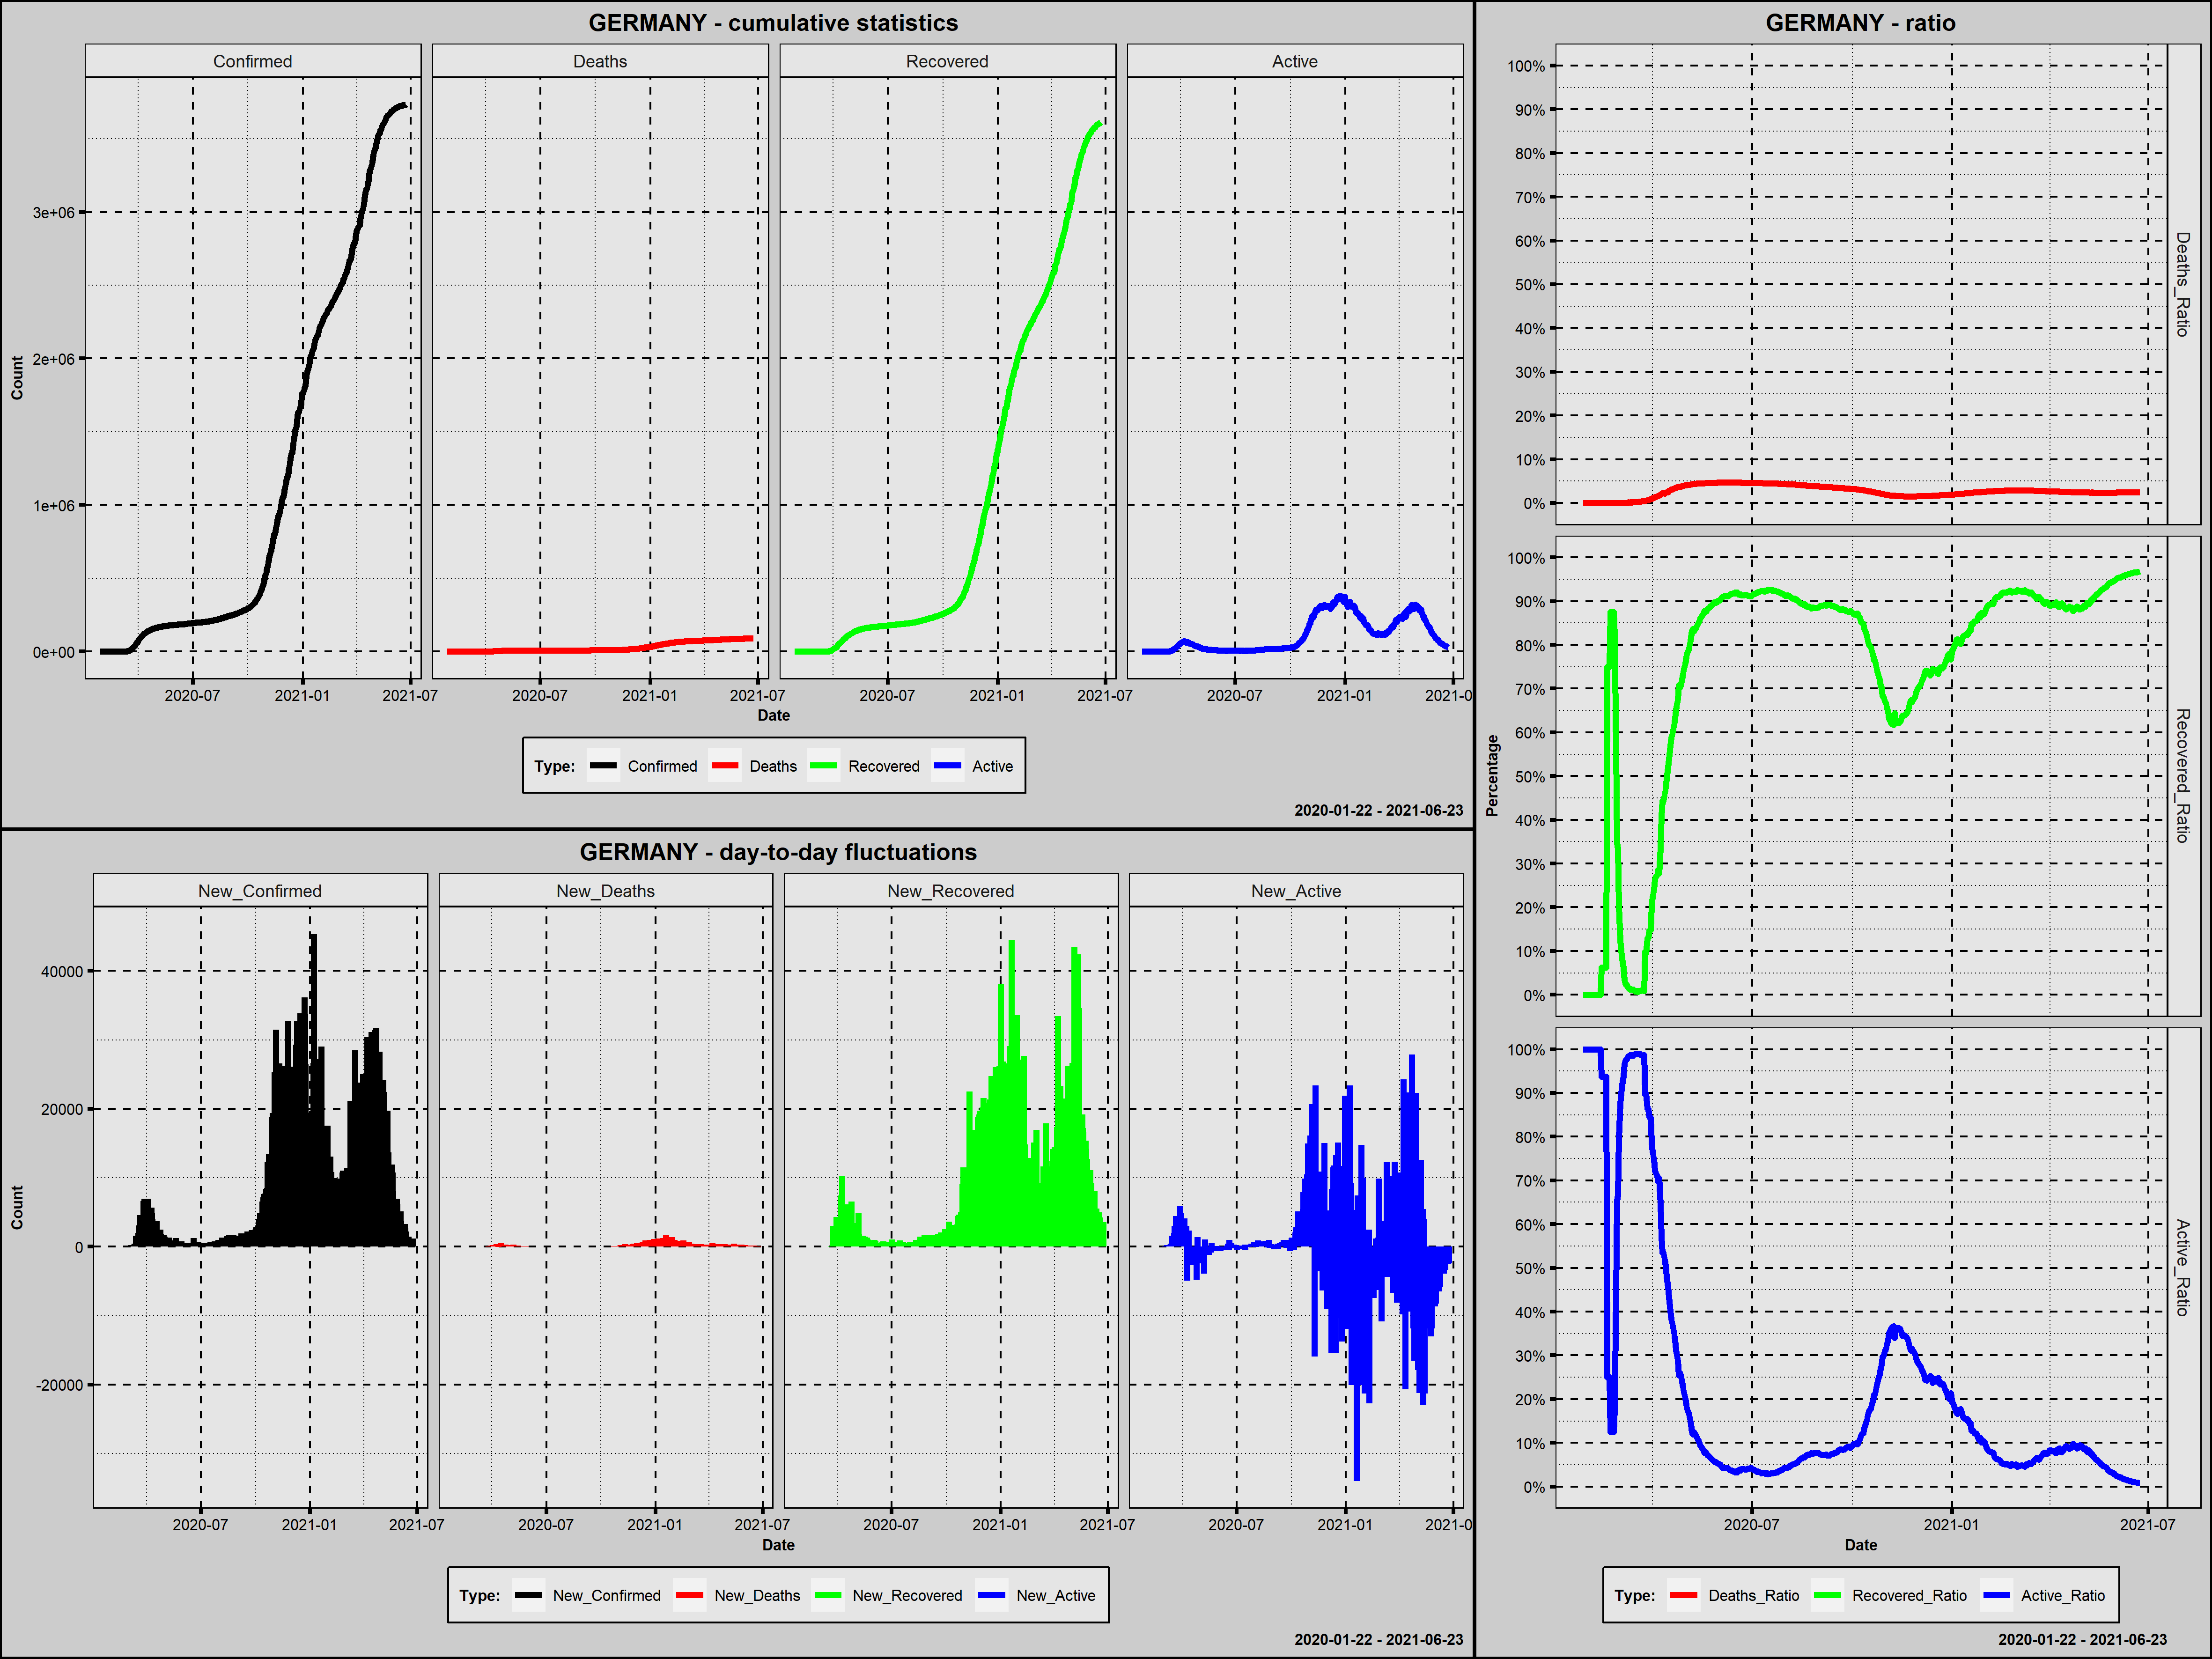 GERMANY - cumulative statistics
Confirmed Deaths Recovered Active
Count
3e+06
2e+06
1e+06
0e+00
2020-07 2021-01 2021-07 2020-07 2021-01 2021-07 2020-07 2021-01 2021-07 2020-07 2021-01 2021-0
Date
Type: Confirmed Deaths Recovered Active
2020-01-22 - 2021-06-23
GERMANY - day-to-day fluctuations
New_Confirmed New_Deaths New_Recovered New_Active
Count
40000
20000
0
-20000
2020-07 2021-01 2021-07 2020-07 2021-01 2021-07 2020-07 2021-01 2021-07 2020-07 2021-01 2021-0
Date
Type: New_Confirmed New_Deaths New_Recovered New_Active
2020-01-22 - 2021-06-23
GERMANY - ratio
Percentage
100%
90%
80%
70%
60%
50%
40%
30%
20%
10%
0%
Deaths_Ratio
100%
90%
80%
70%
60%
50%
40%
30%
20%
10%
0%
Recovered_Ratio
100%
90%
80%
70%
60%
50%
40%
30%
20%
10%
0%
Active_Ratio
2020-07 2021-01 2021-07
Date
Type: Deaths_Ratio Recovered_Ratio Active_Ratio
2020-01-22 - 2021-06-23